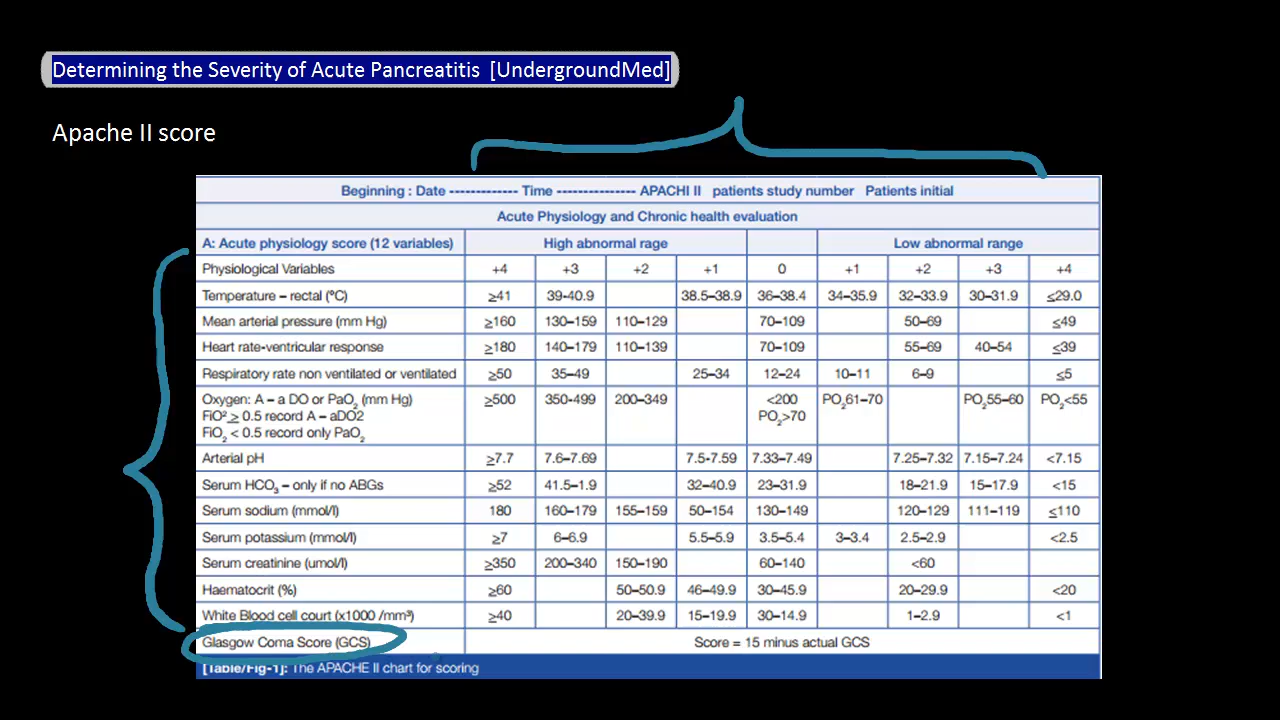 Determining the Severity of Acute Pancreatitis [UndergroundMed]
Apache II score
Beginning : Date ------------- Time --------------- APACHI II patients study number Patients initial
Acute Physiology and Chronic health evaluation
A: Acute physiology score (12 variables) High abnormal rage Low abnormal range
Physiological Variables +4 +3 +2 +1 0 +1 +2 +3 +4
Temperature – rectal (°C) ≥41 39-40.9 38.5–38.9 36–38.4 34–35.9 32–33.9 30–31.9 ≤29.0
Mean arterial pressure (mm Hg) ≥160 130–159 110–129 70–109 50–69 ≤49
Heart rate-ventricular response ≥180 140–179 110–139 70–109 55–69 40–54 ≤39
Respiratory rate non ventilated or ventilated ≥50 35–49 25–34 12–24 10–11 6–9 ≤5
Oxygen: A – a DO or PaO₂ (mm Hg) ≥500 350-499 200–349 <200 PO₂61–70 PO₂55–60 PO₂<55
FiO² ≥ 0.5 record A – aDO2 PO₂>70
FiO₂ < 0.5 record only PaO₂
Arterial pH ≥7.7 7.6–7.69 7.5-7.59 7.33–7.49 7.25–7.32 7.15–7.24 <7.15
Serum HCO₃ – only if no ABGs ≥52 41.5–1.9 32–40.9 23–31.9 18–21.9 15–17.9 <15
Serum sodium (mmol/l) 180 160–179 155–159 50–154 130–149 120–129 111–119 ≤110
Serum potassium (mmol/l) ≥7 6–6.9 5.5–5.9 3.5–5.4 3–3.4 2.5–2.9 <2.5
Serum creatinine (umol/l) ≥350 200–340 150–190 60–140 <60
Haematocrit (%) ≥60 50–50.9 46–49.9 30–45.9 20–29.9 <20
White Blood cell court (x1000 /mm³) ≥40 20–39.9 15–19.9 30–14.9 1–2.9 <1
Glasgow Coma Score (GCS) Score = 15 minus actual GCS
[Table/Fig-1]: The APACHE II chart for scoring